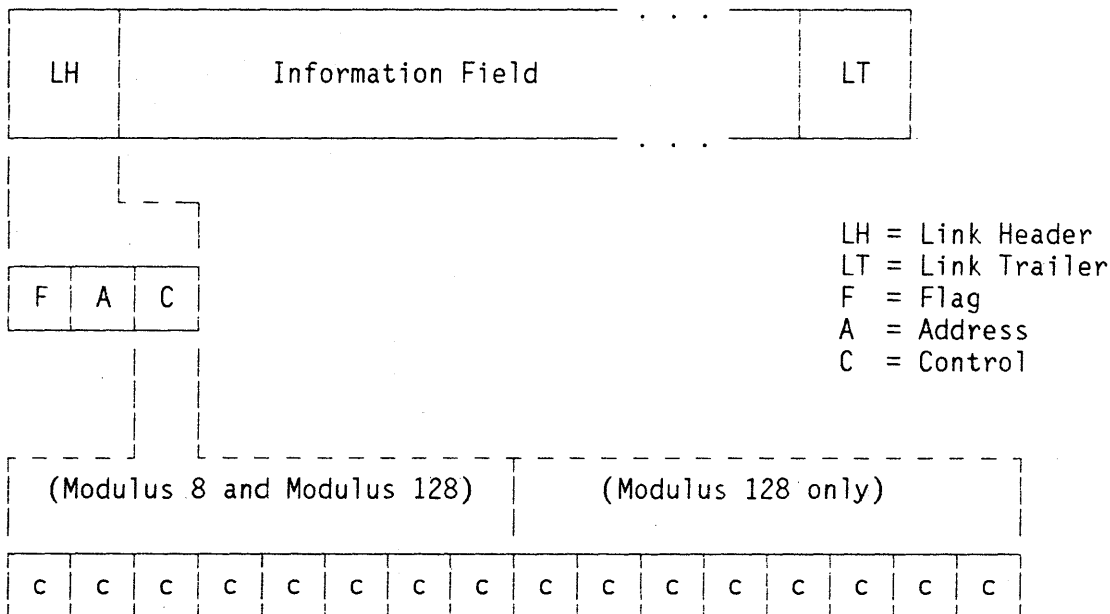 . . .
LH Information Field LT
. . .
LH = Link Header
LT = Link Trailer
F A C
F = Flag
A = Address
C = Control
(Modulus 8 and Modulus 128) (Modulus 128 only)
c c c c c c c c c c c c c c c c